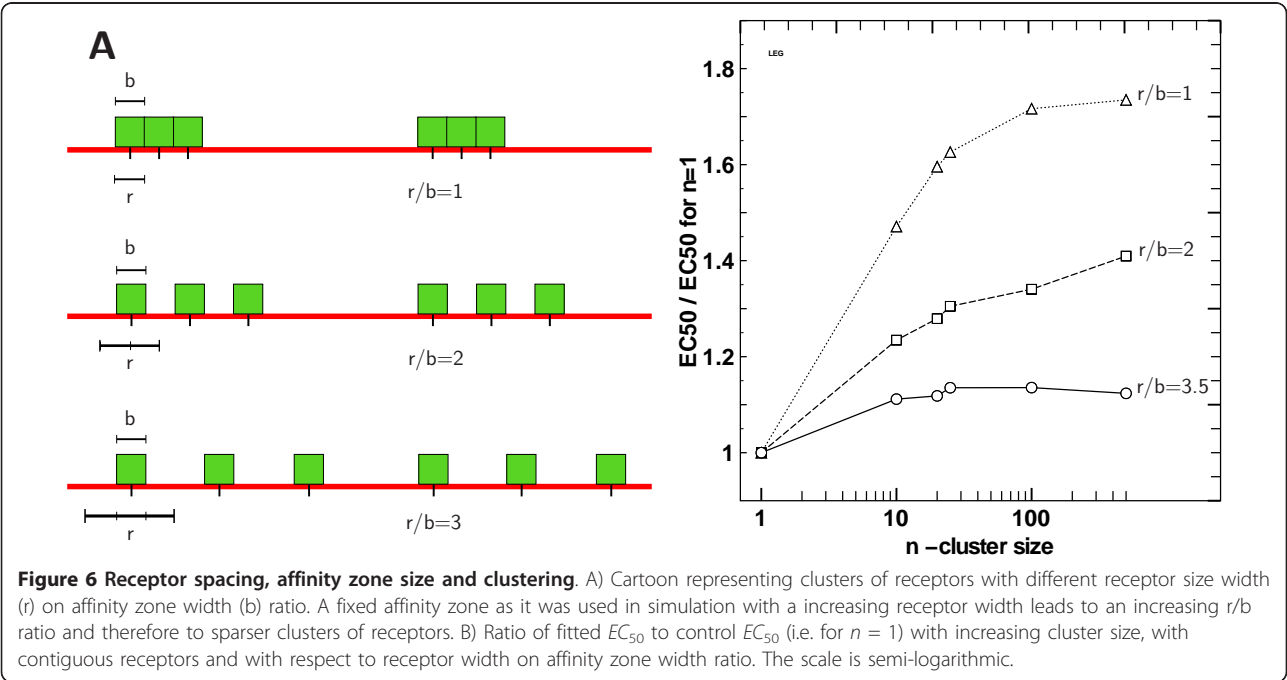 A
b
r
r/b=1
b
r
r/b=2
b
r
r/b=3
LEG
1.8
1.6
1.4
1.2
1
EC50 / EC50 for n=1
r/b=1
r/b=2
r/b=3.5
1 10 100
n −cluster size
Figure 6 Receptor spacing, affinity zone size and clustering. A) Cartoon representing clusters of receptors with different receptor size width
(r) on affinity zone width (b) ratio. A fixed affinity zone as it was used in simulation with a increasing receptor width leads to an increasing r/b
ratio and therefore to sparser clusters of receptors. B) Ratio of fitted EC50 to control EC50 (i.e. for n = 1) with increasing cluster size, with
contiguous receptors and with respect to receptor width on affinity zone width ratio. The scale is semi-logarithmic.